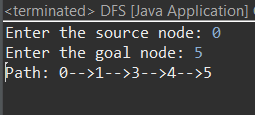 <terminated> DFS [Java Application]
Enter the source node: 0
Enter the goal node: 5
Path: 0-->1-->3-->4-->5